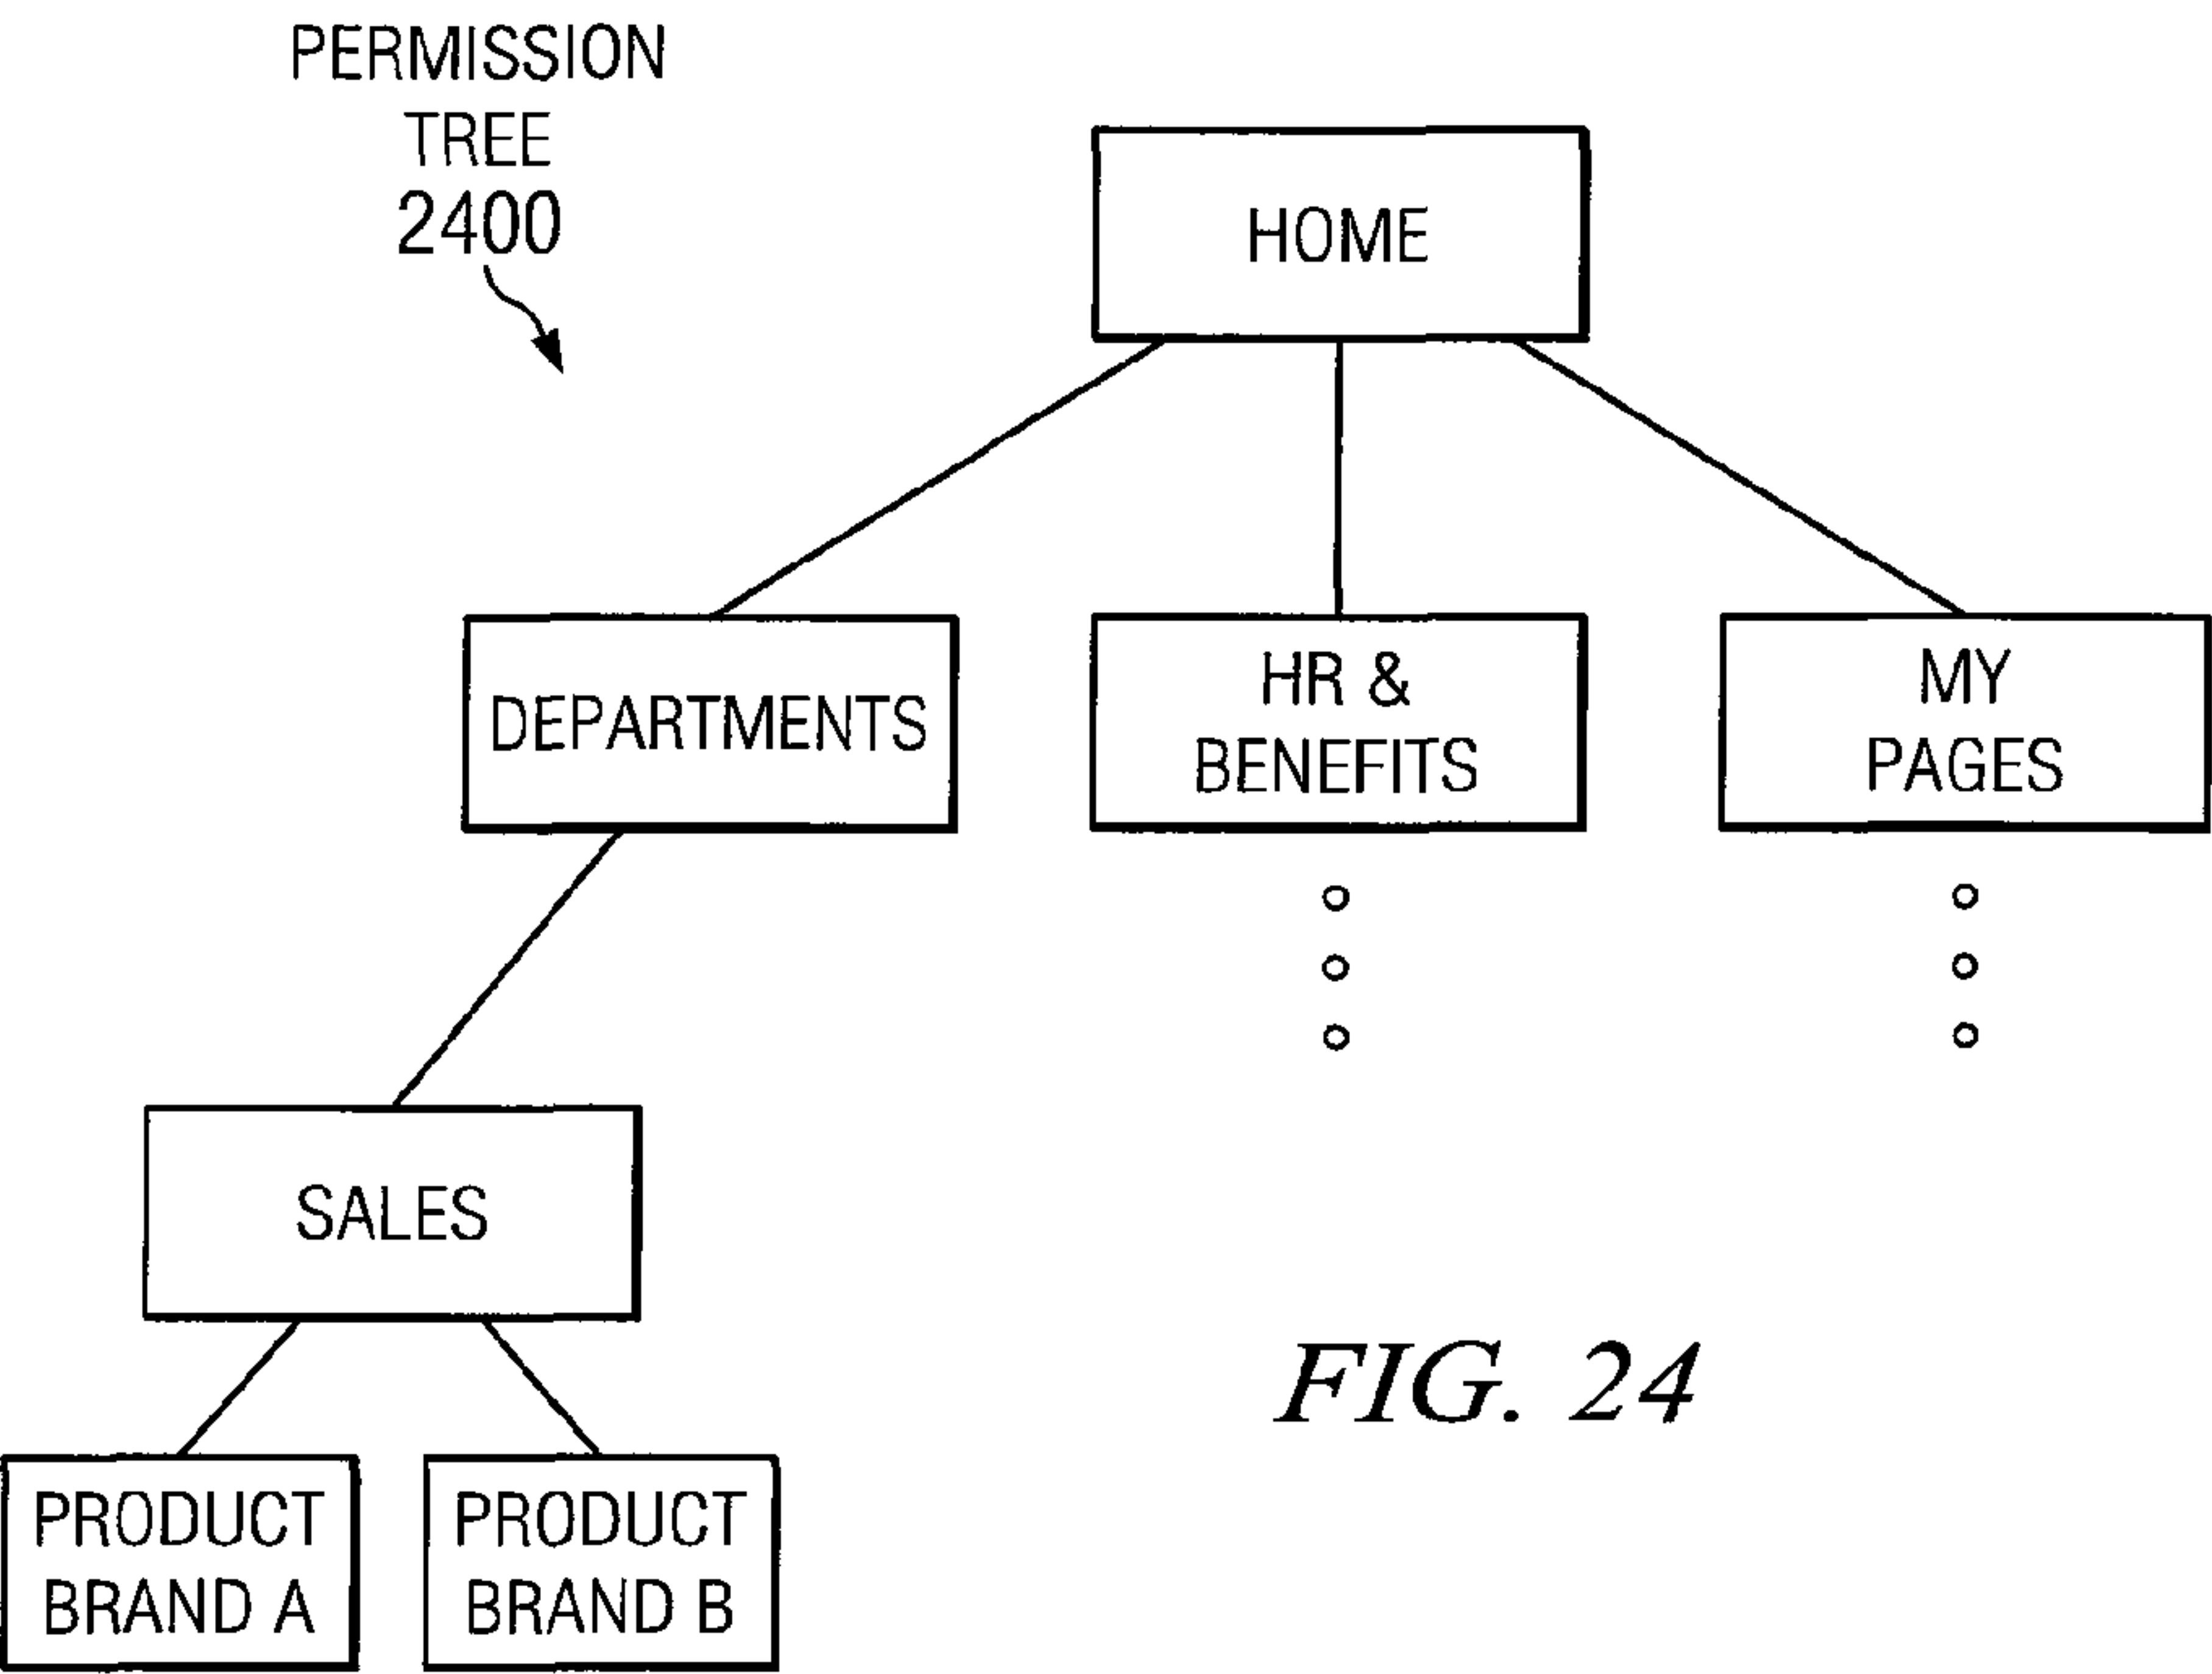 PERMISSION
TREE
2400
HOME
DEPARTMENTS
HR &
BENEFITS
MY
PAGES
SALES
PRODUCT
BRAND A
PRODUCT
BRAND B
FIG. 24